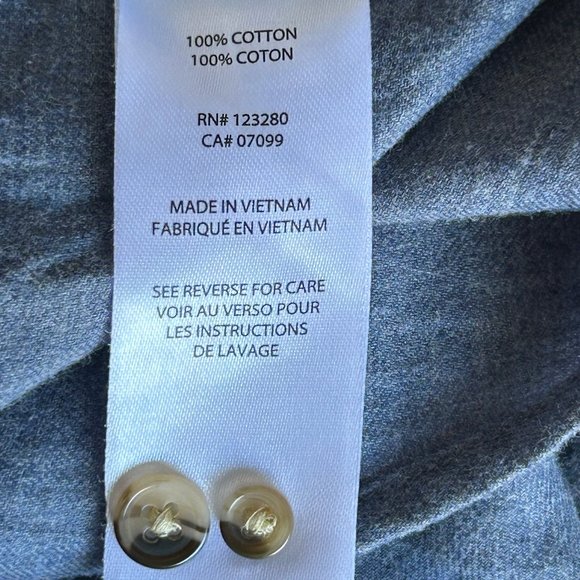 100% COTTON
100% COTON
RN# 123280
CA# 07099
MADE IN VIETNAM
FABRIQUÉ EN VIETNAM
SEE REVERSE FOR CARE
VOIR AU VERSO POUR
LES INSTRUCTIONS
DE LAVAGE